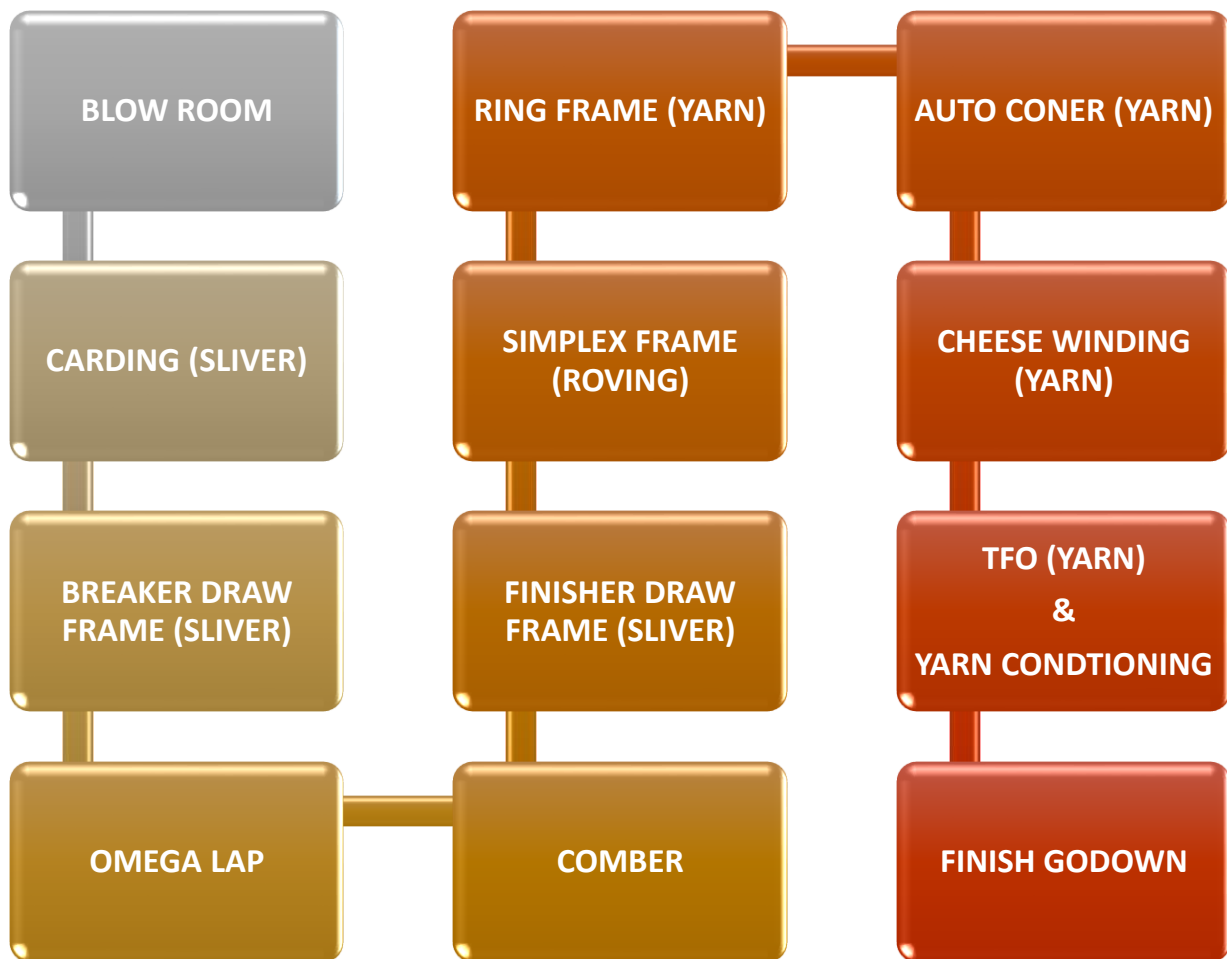 BLOW ROOM
CARDING (SLIVER)
BREAKER DRAW
FRAME (SLIVER)
OMEGA LAP
COMBER
FINISHER DRAW
FRAME (SLIVER)
SIMPLEX FRAME
(ROVING)
RING FRAME (YARN)
AUTO CONER (YARN)
CHEESE WINDING
(YARN)
TFO (YARN)
&
YARN CONDTIONING
FINISH GODOWN